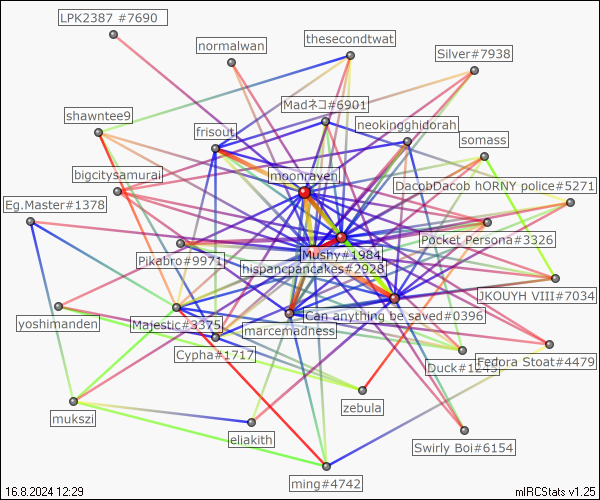 LPK2387 #7690
thesecondtwat
normalwan
Silver#7938
Madネコ#6901
shawntee9
frisout
neokingghidorah
somass
bigcitysamurai
moonraven
DacobDacob hORNY police#5271
Eg.Master#1378
Pocket Persona#3326
Mushy#1984
Pikabro#9971
hispancpancakes#2928
JKOUYH VIII#7034
yoshimanden
Majestic#3375
marcemadness
Can anything be saved#0396
Cypha#1717
Duck#1243
Fedora Stoat#4479
zebula
mukszi
eliakith
Swirly Boi#6154
ming#4742
16.8.2024 12:29
mIRCStats v1.25